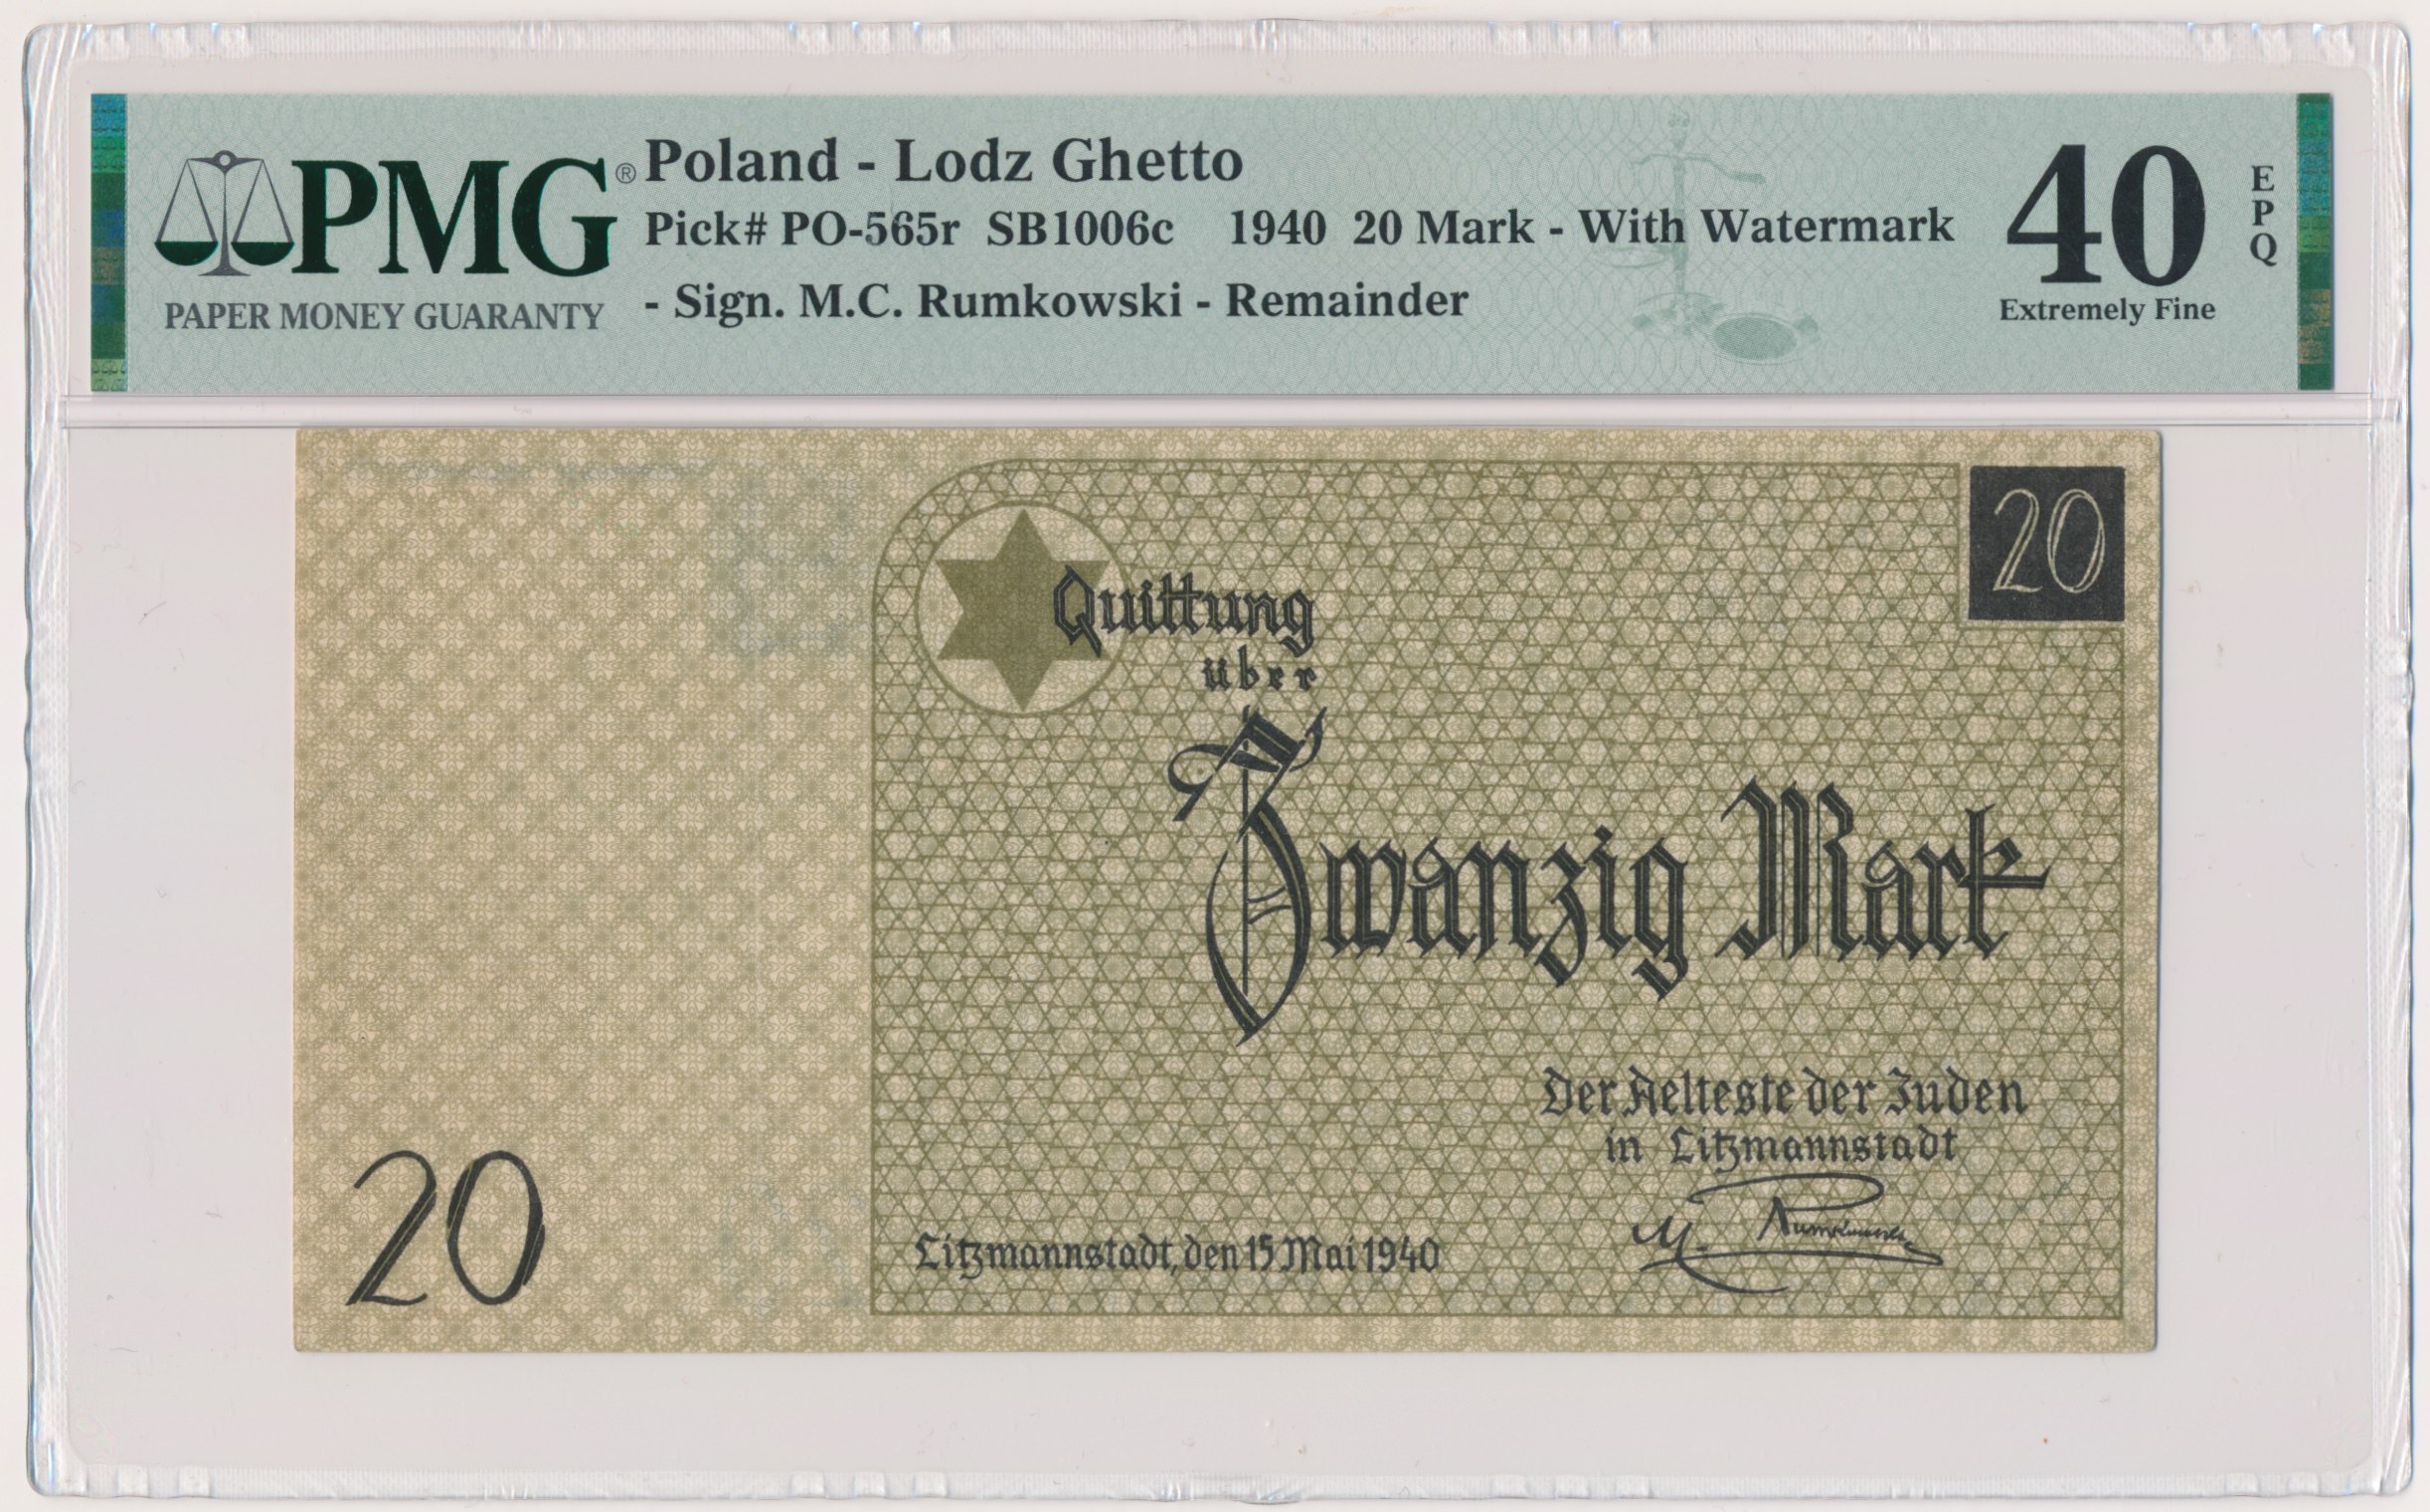 PMG®
PAPER MONEY GUARANTY
Poland - Lodz Ghetto
Pick# PO-565r SB1006c 1940 20 Mark - With Watermark
- Sign. M.C. Rumkowski - Remainder
40
Extremely Fine
EPQ
20
Quittung
über
Zwanzig Mark
Der Aelteste der Juden
in Litzmannstadt
M. Rumkowski
Litzmannstadt, den 15 Mai 1940
20